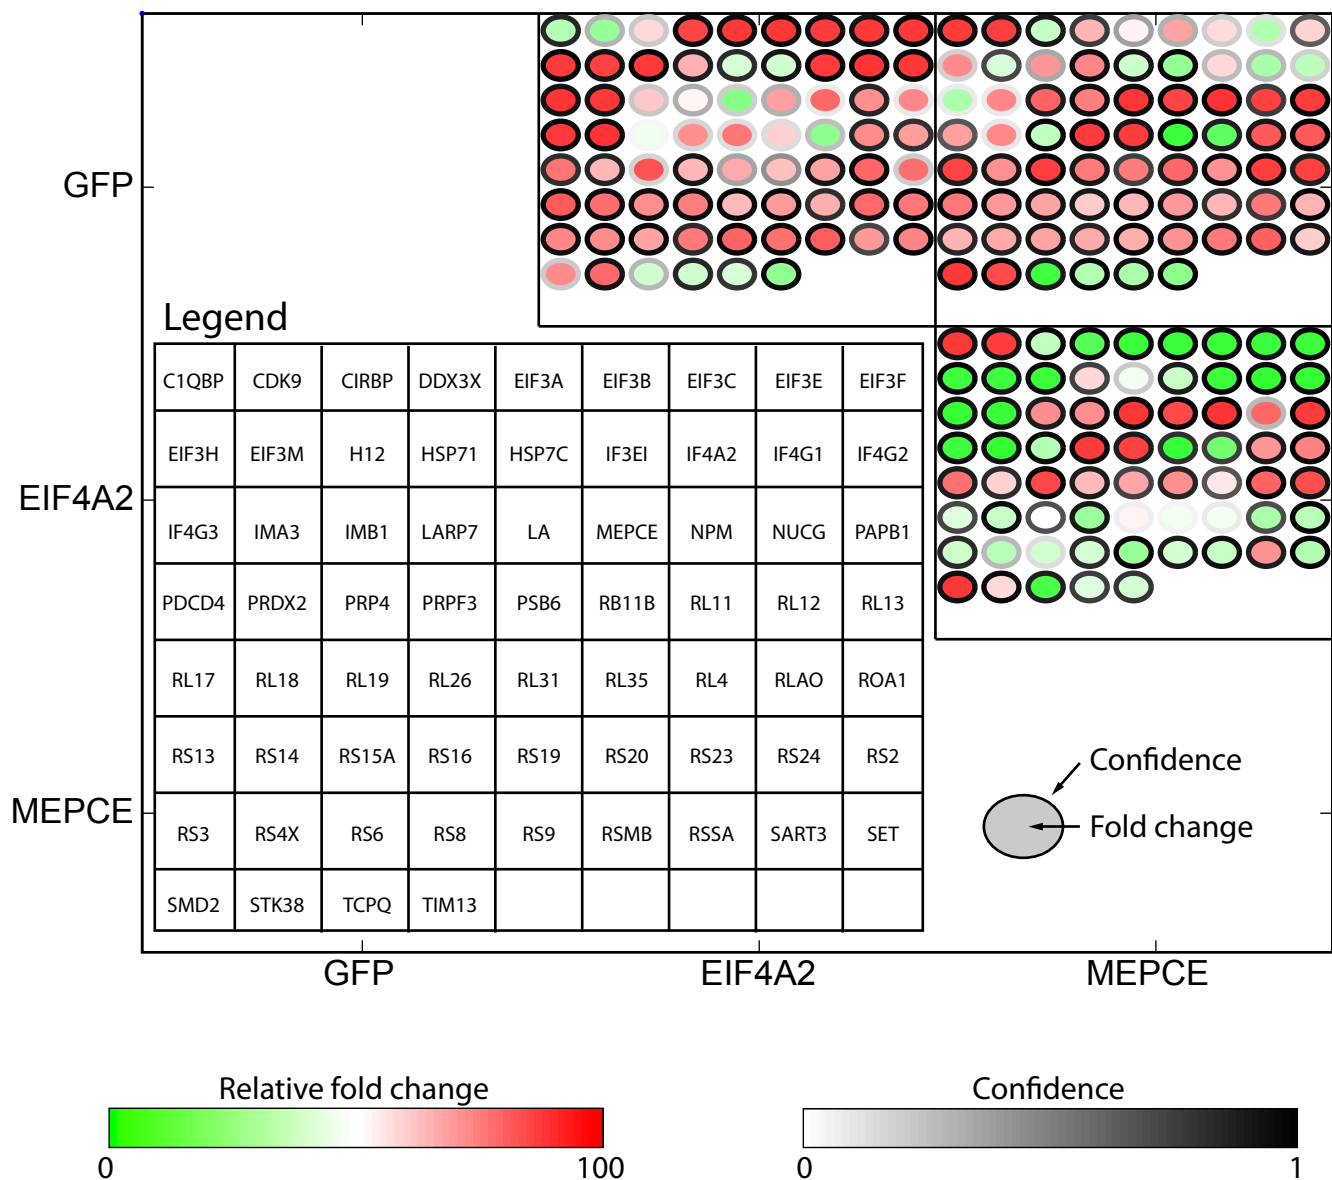 GFP
EIF4A2
MEPCE
Legend
C1QBP CDK9 CIRBP DDX3X EIF3A EIF3B EIF3C EIF3E EIF3F
EIF3H EIF3M H12 HSP71 HSP7C IF3EI IF4A2 IF4G1 IF4G2
IF4G3 IMA3 IMB1 LARP7 LA MEPCE NPM NUCG PAPB1
PDCD4 PRDX2 PRP4 PRPF3 PSB6 RB11B RL11 RL12 RL13
RL17 RL18 RL19 RL26 RL31 RL35 RL4 RLAO ROA1
RS13 RS14 RS15A RS16 RS19 RS20 RS23 RS24 RS2
RS3 RS4X RS6 RS8 RS9 RSMB RSSA SART3 SET
SMD2 STK38 TCPQ TIM13
Confidence
Fold change
GFP EIF4A2 MEPCE
Relative fold change
0 100
Confidence
0 1